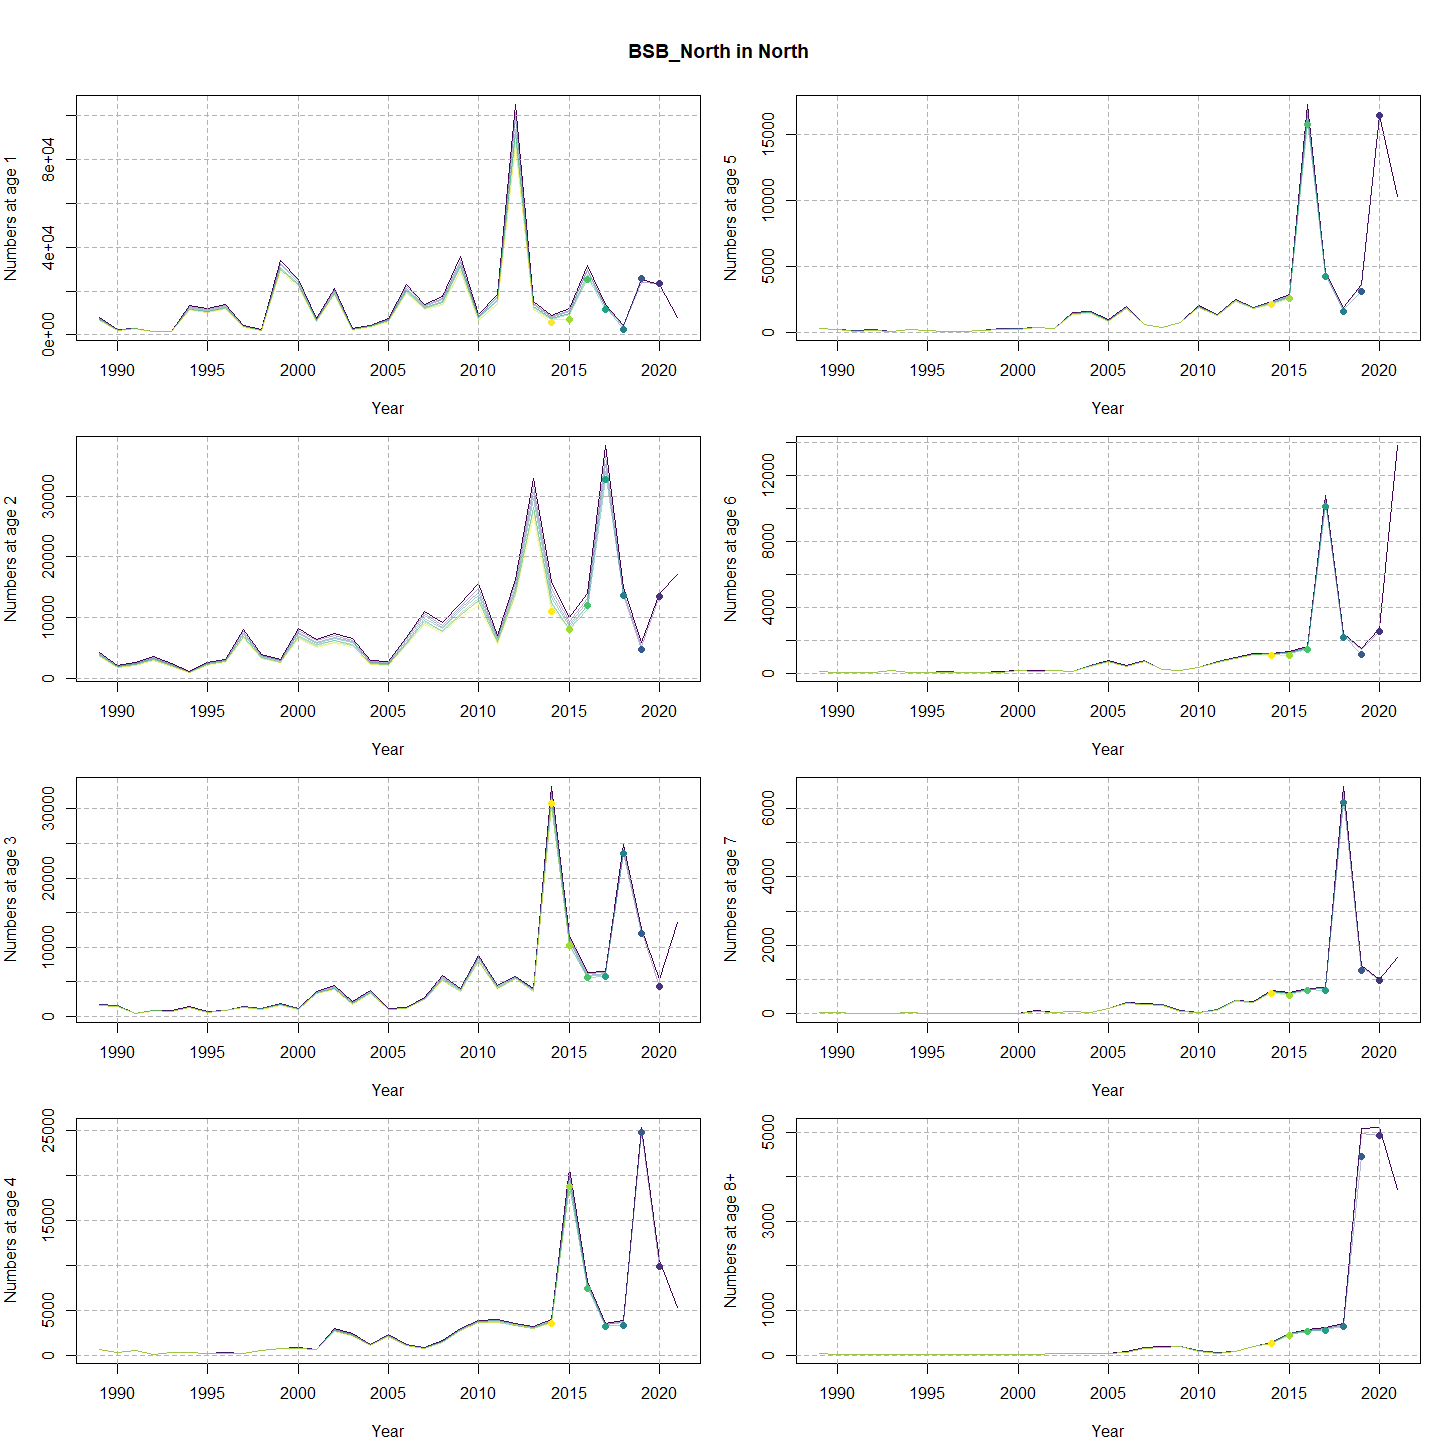 BSB_North in North
Numbers at age 1
0e+00 4e+04 8e+04
1990 1995 2000 2005 2010 2015 2020
Year
Numbers at age 5
0 5000 10000 15000
1990 1995 2000 2005 2010 2015 2020
Year
Numbers at age 2
0 10000 20000 30000
1990 1995 2000 2005 2010 2015 2020
Year
Numbers at age 6
0 4000 8000 12000
1990 1995 2000 2005 2010 2015 2020
Year
Numbers at age 3
0 10000 20000 30000
1990 1995 2000 2005 2010 2015 2020
Year
Numbers at age 7
0 2000 4000 6000
1990 1995 2000 2005 2010 2015 2020
Year
Numbers at age 4
0 5000 15000 25000
1990 1995 2000 2005 2010 2015 2020
Year
Numbers at age 8+
0 1000 3000 5000
1990 1995 2000 2005 2010 2015 2020
Year